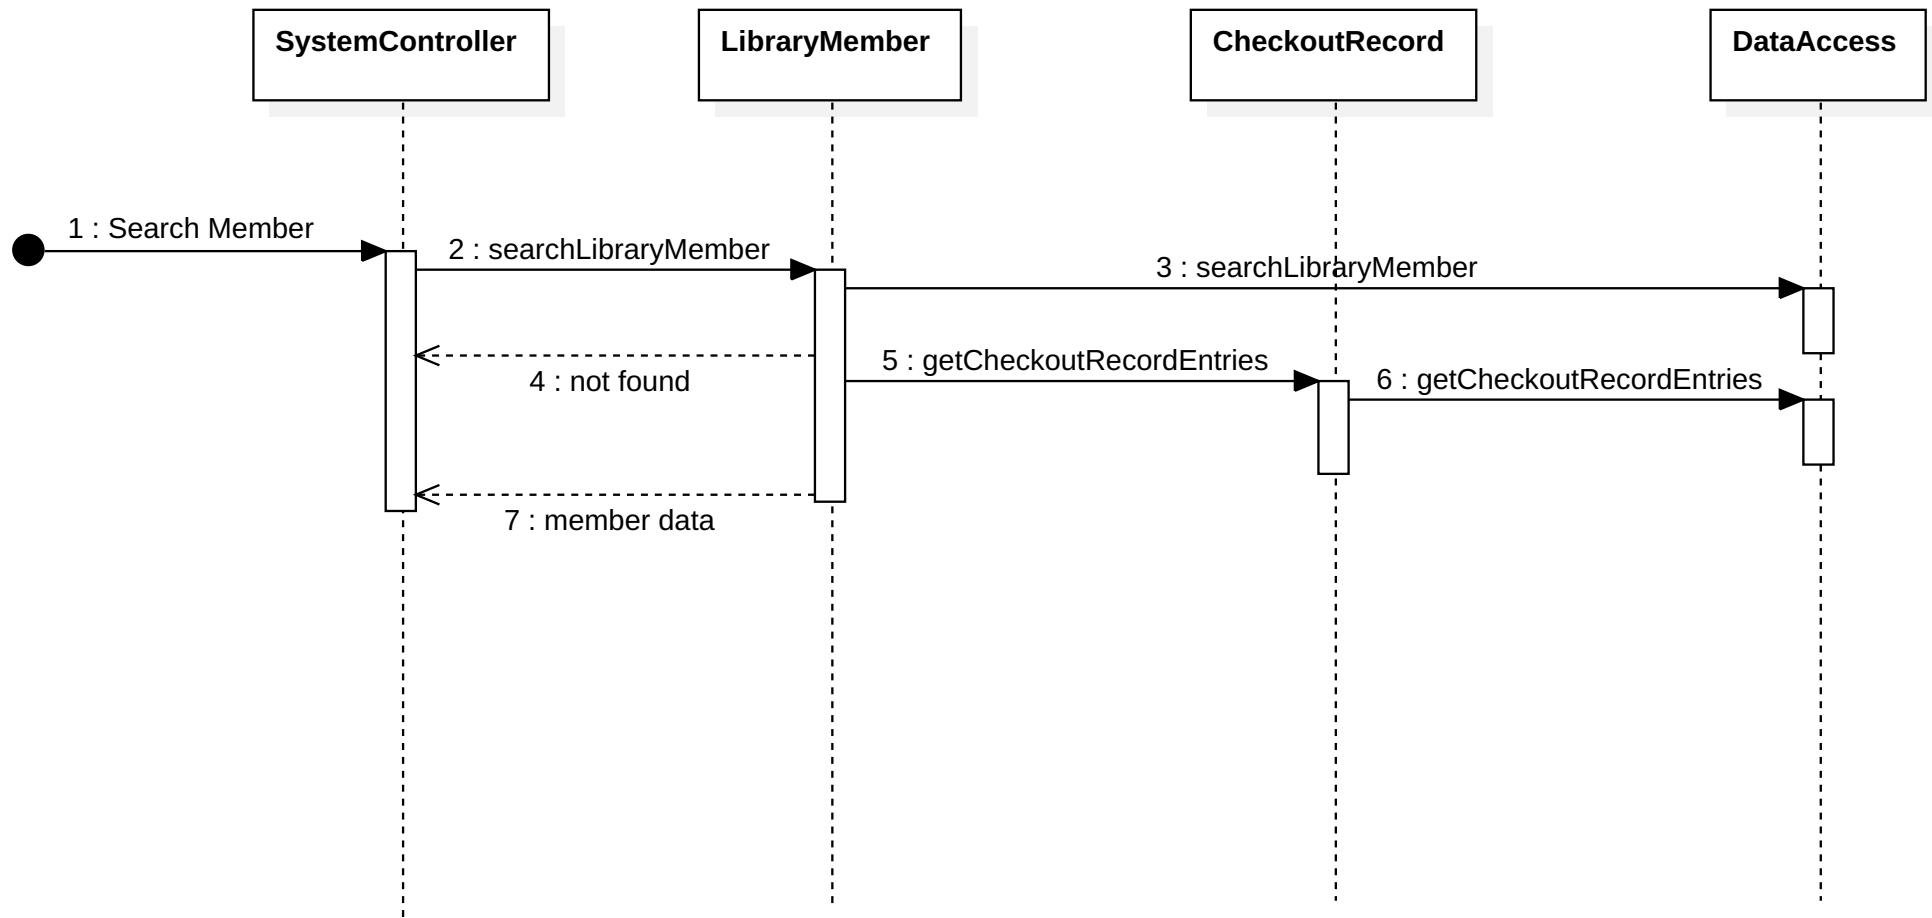 SystemController
LibraryMember
CheckoutRecord
DataAccess
1 : Search Member
2 : searchLibraryMember
3 : searchLibraryMember
4 : not found
5 : getCheckoutRecordEntries
6 : getCheckoutRecordEntries
7 : member data